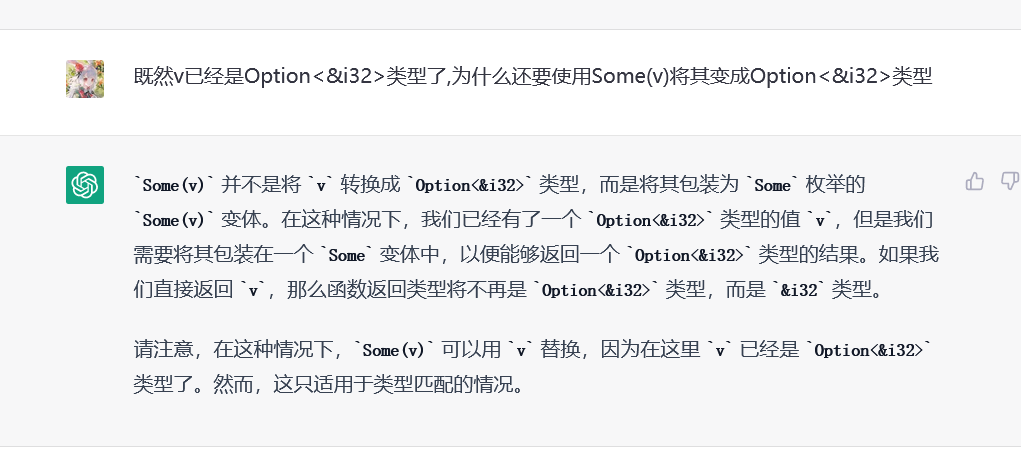 既然v已经是Option<&i32>类型了,为什么还要使用Some(v)将其变成Option<&i32>类型
`Some(v)` 并不是将 `v` 转换成 `Option<&i32>` 类型，而是将其包装为 `Some` 枚举的
`Some(v)` 变体。在这种情况下，我们已经有了一个 `Option<&i32>` 类型的值 `v`，但是我们
需要将其包装在一个 `Some` 变体中，以便能够返回一个 `Option<&i32>` 类型的结果。如果我
们直接返回 `v`，那么函数返回类型将不再是 `Option<&i32>` 类型，而是 `&i32` 类型。
请注意，在这种情况下，`Some(v)` 可以用 `v` 替换，因为在这里 `v` 已经是 `Option<&i32>`
类型了。然而，这只适用于类型匹配的情况。